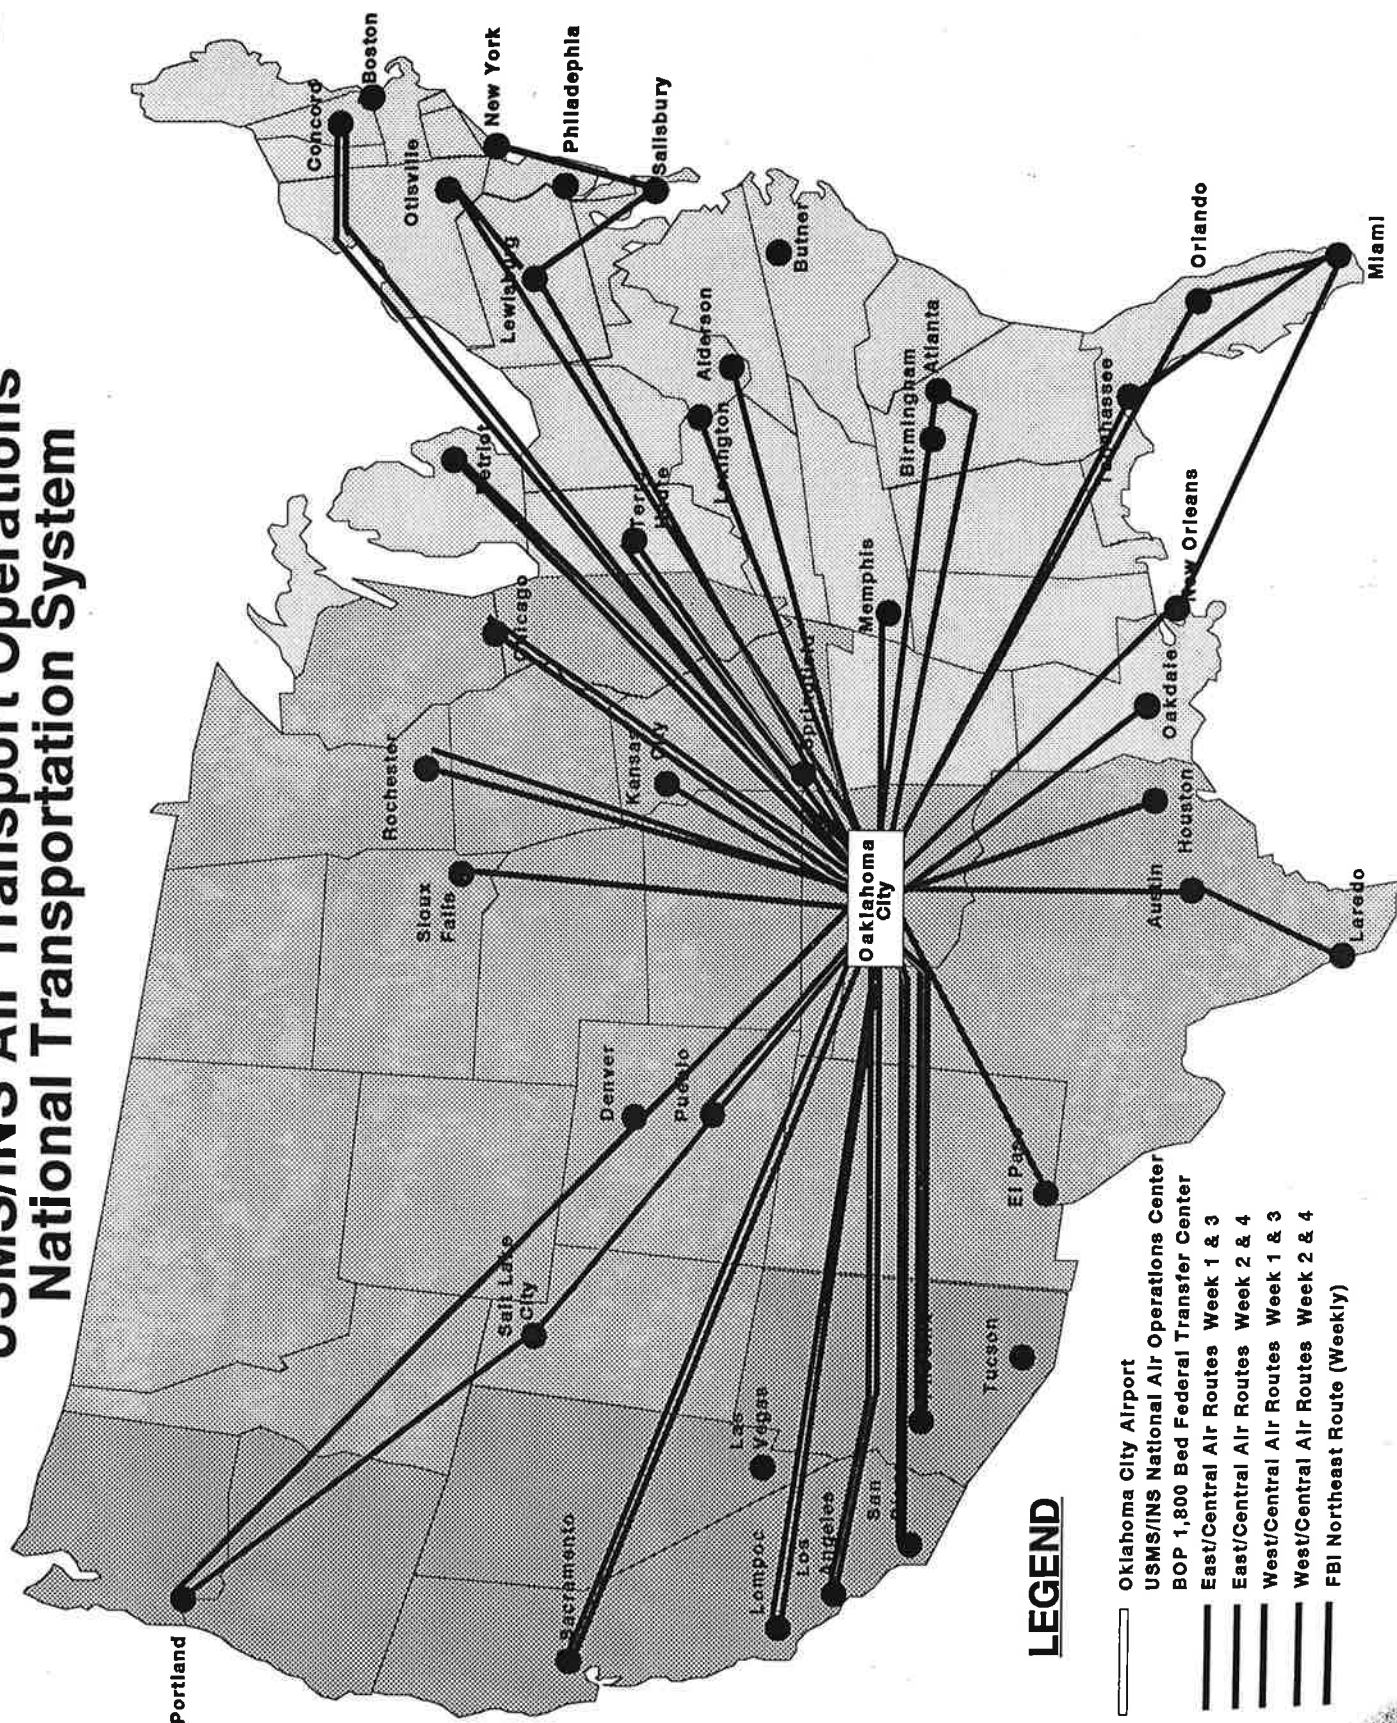 USMS/INS Air Transport Operations
National Transportation System
Portland
Sacramento
Lompoc
Los
Angeles
San
Las
Vegas
Tucson
Salt Lake
City
Denver
Pueblo
El Paso
Sioux
Falls
Rochester
Kansas
City
Chicago
Springfield
Oaklahoma
City
Austin
Houston
Laredo
Oakdale
New Orleans
Memphis
Terre
Haute
Detriot
Lexington
Alderson
Birmingham
Atlanta
Tallahassee
Orlando
Miami
Butner
Lewisburg
Otisville
Concord
Boston
New York
Philadephia
Salisbury
LEGEND
Oklahoma City Airport
USMS/INS National Air Operations Center
BOP 1,800 Bed Federal Transfer Center
East/Central Air Routes Week 1 & 3
East/Central Air Routes Week 2 & 4
West/Central Air Routes Week 1 & 3
West/Central Air Routes Week 2 & 4
FBI Northeast Route (Weekly)